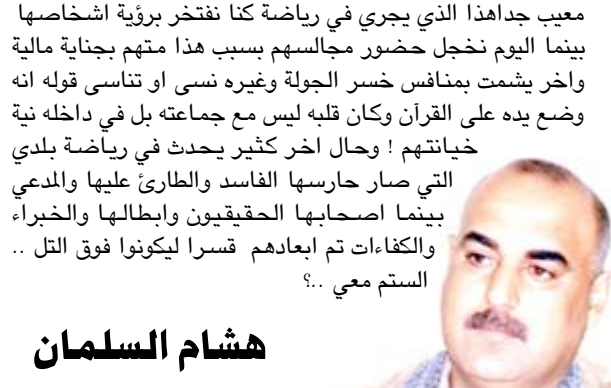 معيب جداهذا الذي يجري في رياضة كنا نفتخر برؤية اشخاصها
بينما اليوم نخجل حضور مجالسهم بسبب هذا متهم بجناية مالية
واخر يشمت بمنافس خسر الجولة وغيره نسى او تناسى قوله انه
وضع يده على القرآن وكان قلبه ليس مع جماعته بل في داخله نية
خيانتهم ! وحال اخر كثير يحدث في رياضة بلدي
التي صار حارسها الفاسد والطارئ عليها والمدعي
بينما اصحابها الحقيقيون وابطالها والخبراء
والكفاءات تم ابعادهم قسرا ليكونوا فوق التل ..
الستم معي ..؟
هشام السلمان